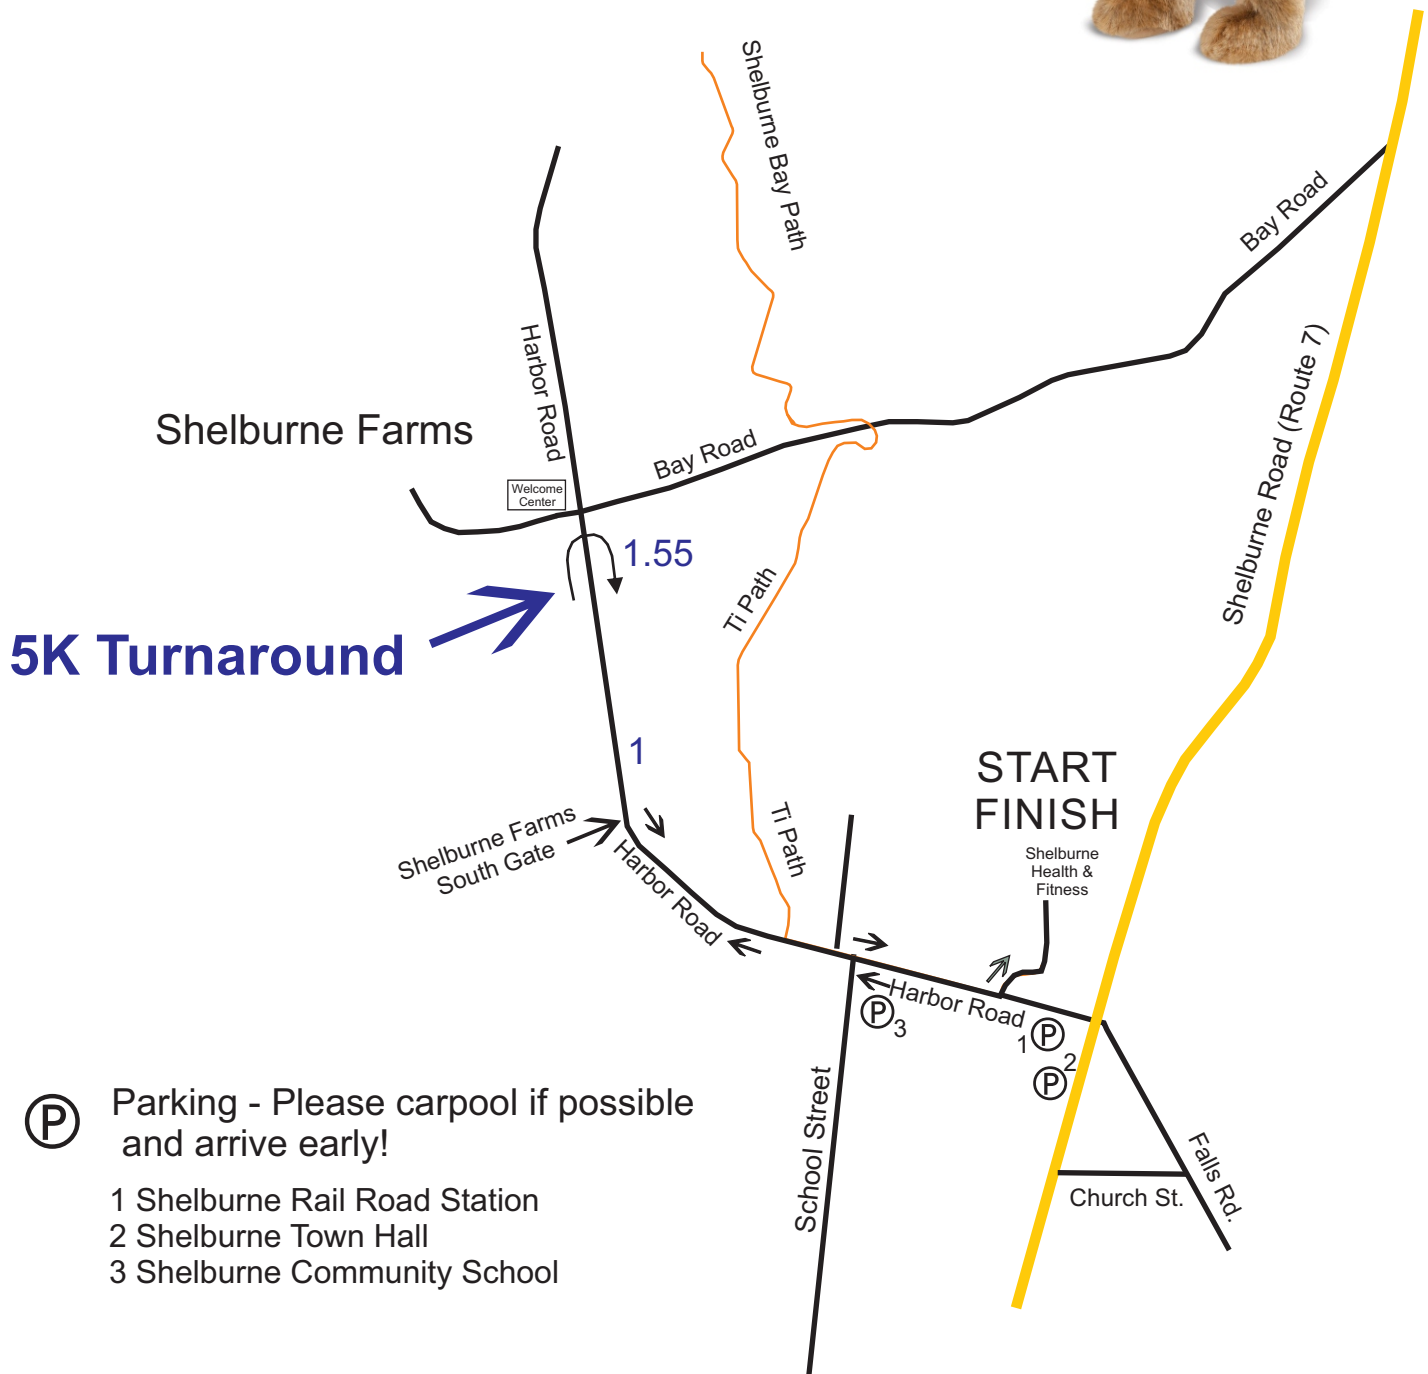 Shelburne Bay Path
Bay Road
Harbor Road
Shelburne Road (Route 7)
Shelburne Farms
Bay Road
Welcome
Center
1.55
5K Turnaround
Ti Path
1
START
FINISH
Shelburne Farms
South Gate
Ti Path
Shelburne
Health &
Fitness
Harbor Road
Harbor Road
P 3
1 P
2
P
School Street
P Parking - Please carpool if possible
and arrive early!
Falls Rd.
Church St.
1 Shelburne Rail Road Station
2 Shelburne Town Hall
3 Shelburne Community School